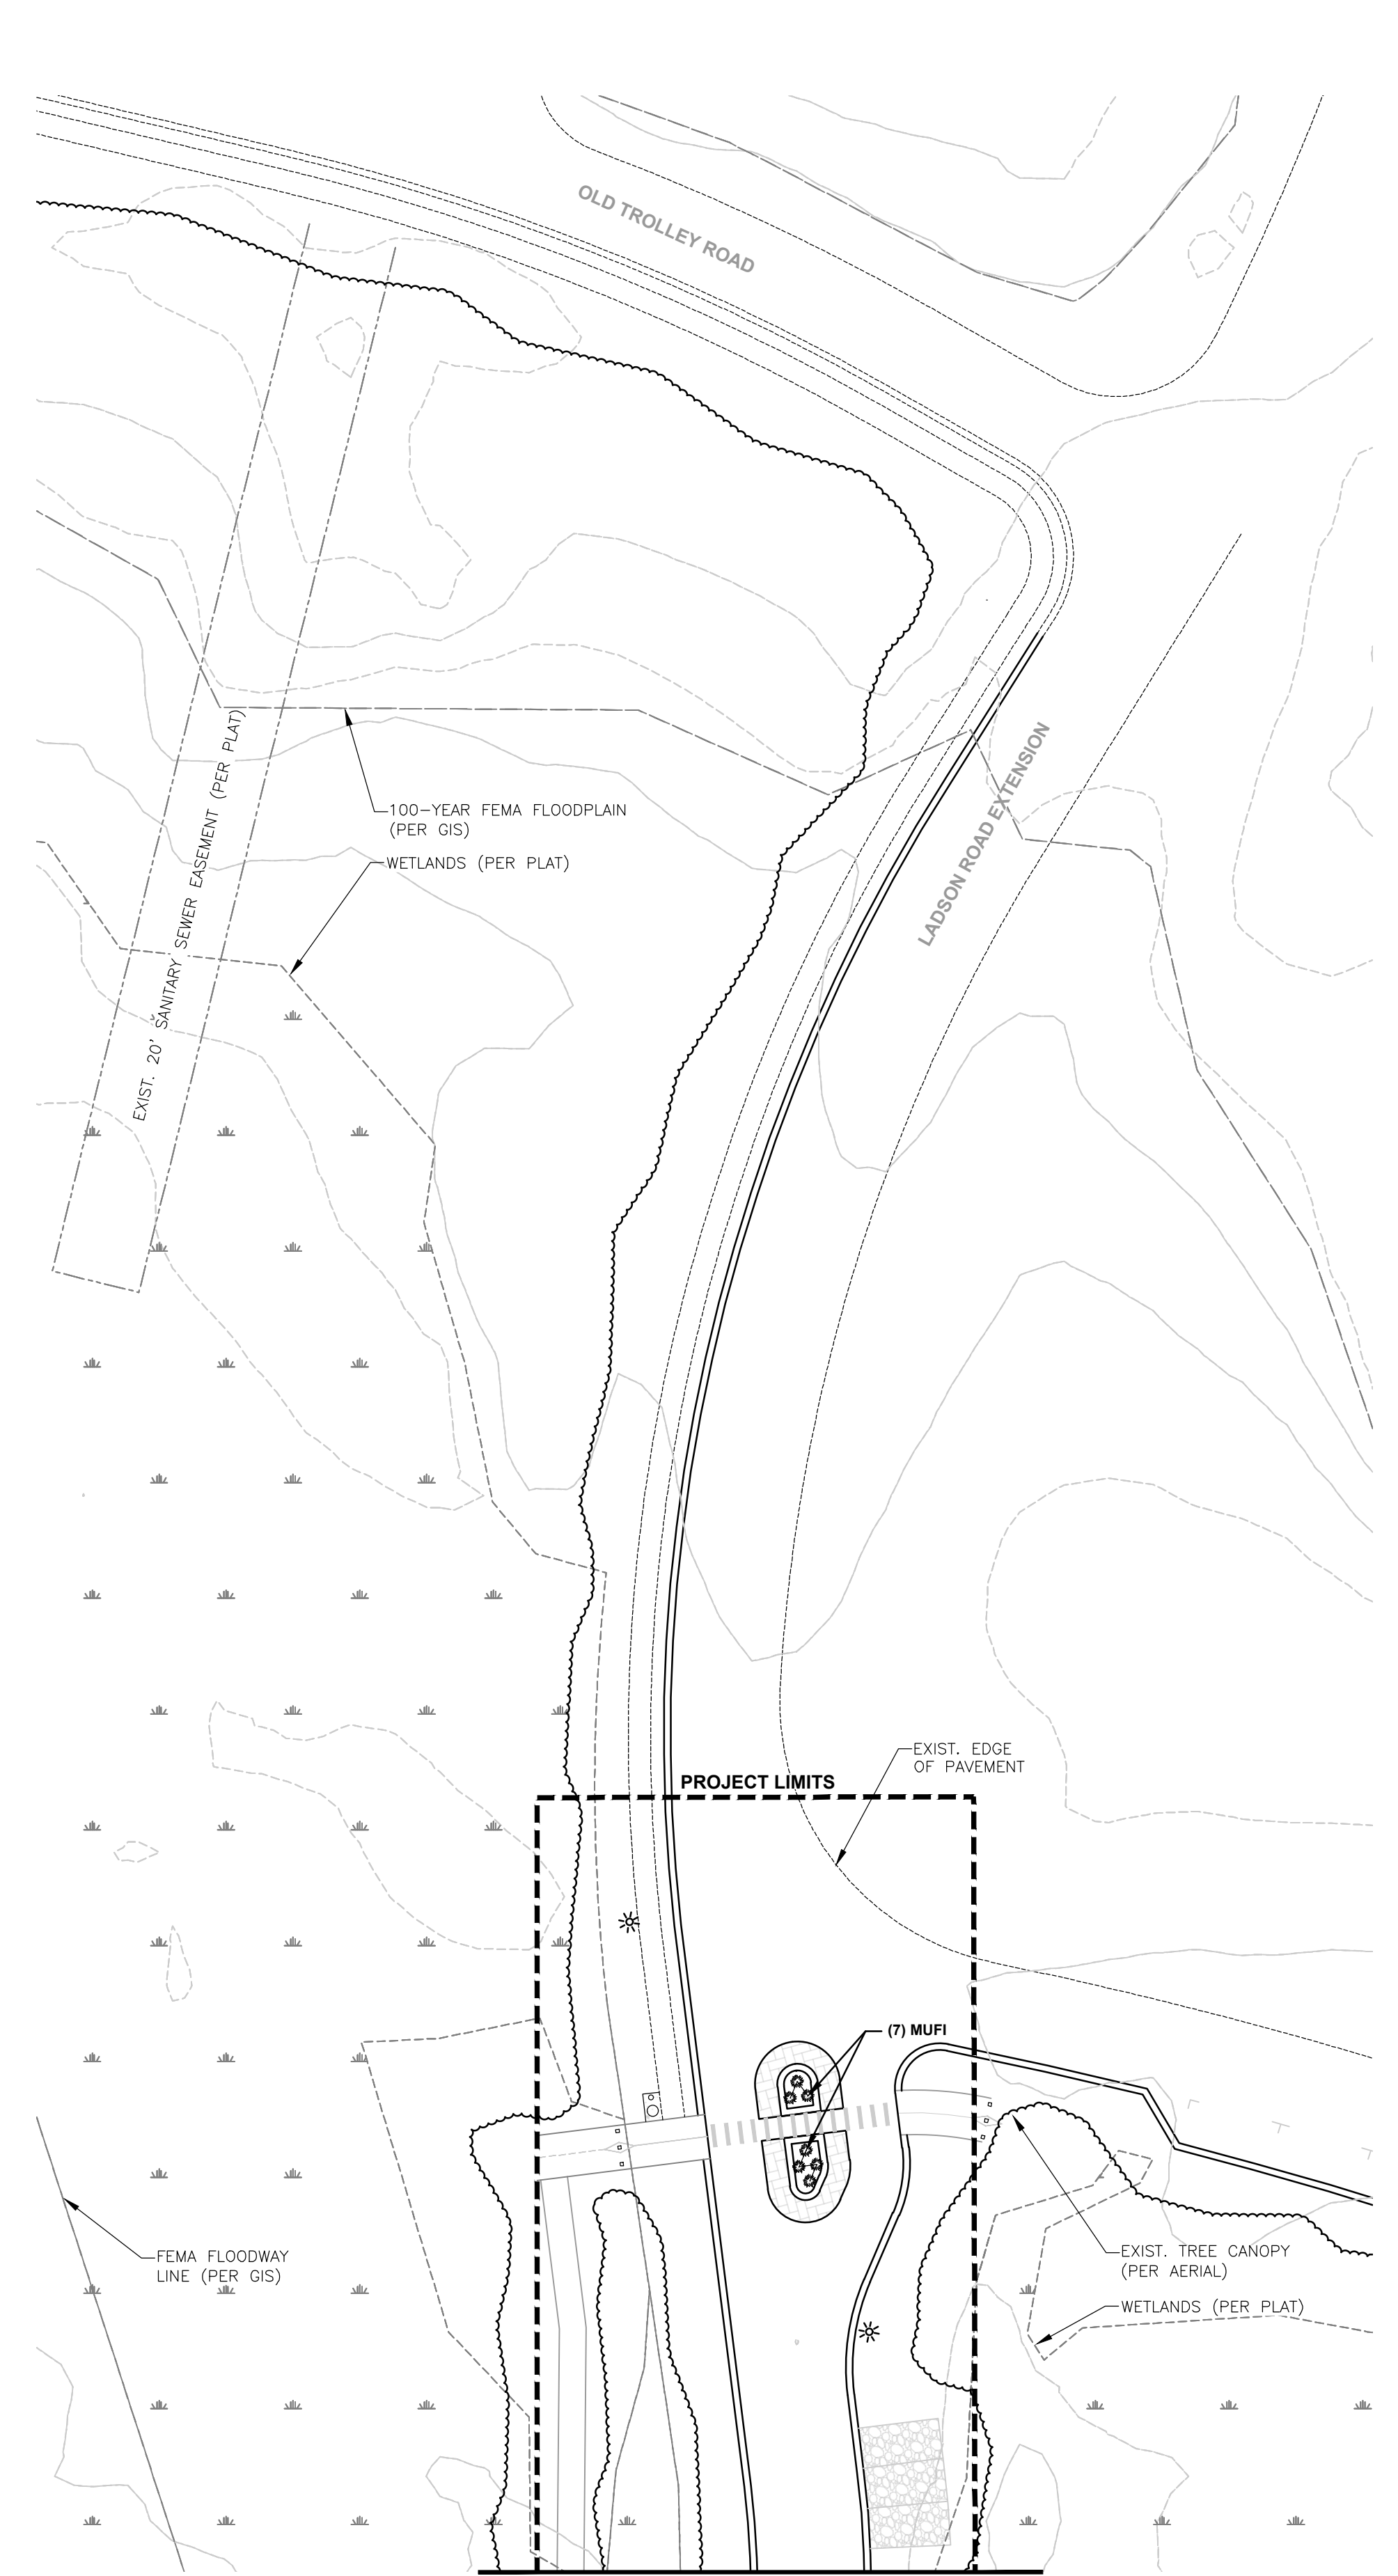 OLD TROLLEY ROAD
LADSON ROAD EXTENSION
EXIST. 20' SANITARY SEWER EASEMENT (PER PLAT)
100-YEAR FEMA FLOODPLAIN
(PER GIS)
WETLANDS (PER PLAT)
EXIST. EDGE
OF PAVEMENT
PROJECT LIMITS
(7) MUFI
FEMA FLOODWAY
LINE (PER GIS)
EXIST. TREE CANOPY
(PER AERIAL)
WETLANDS (PER PLAT)